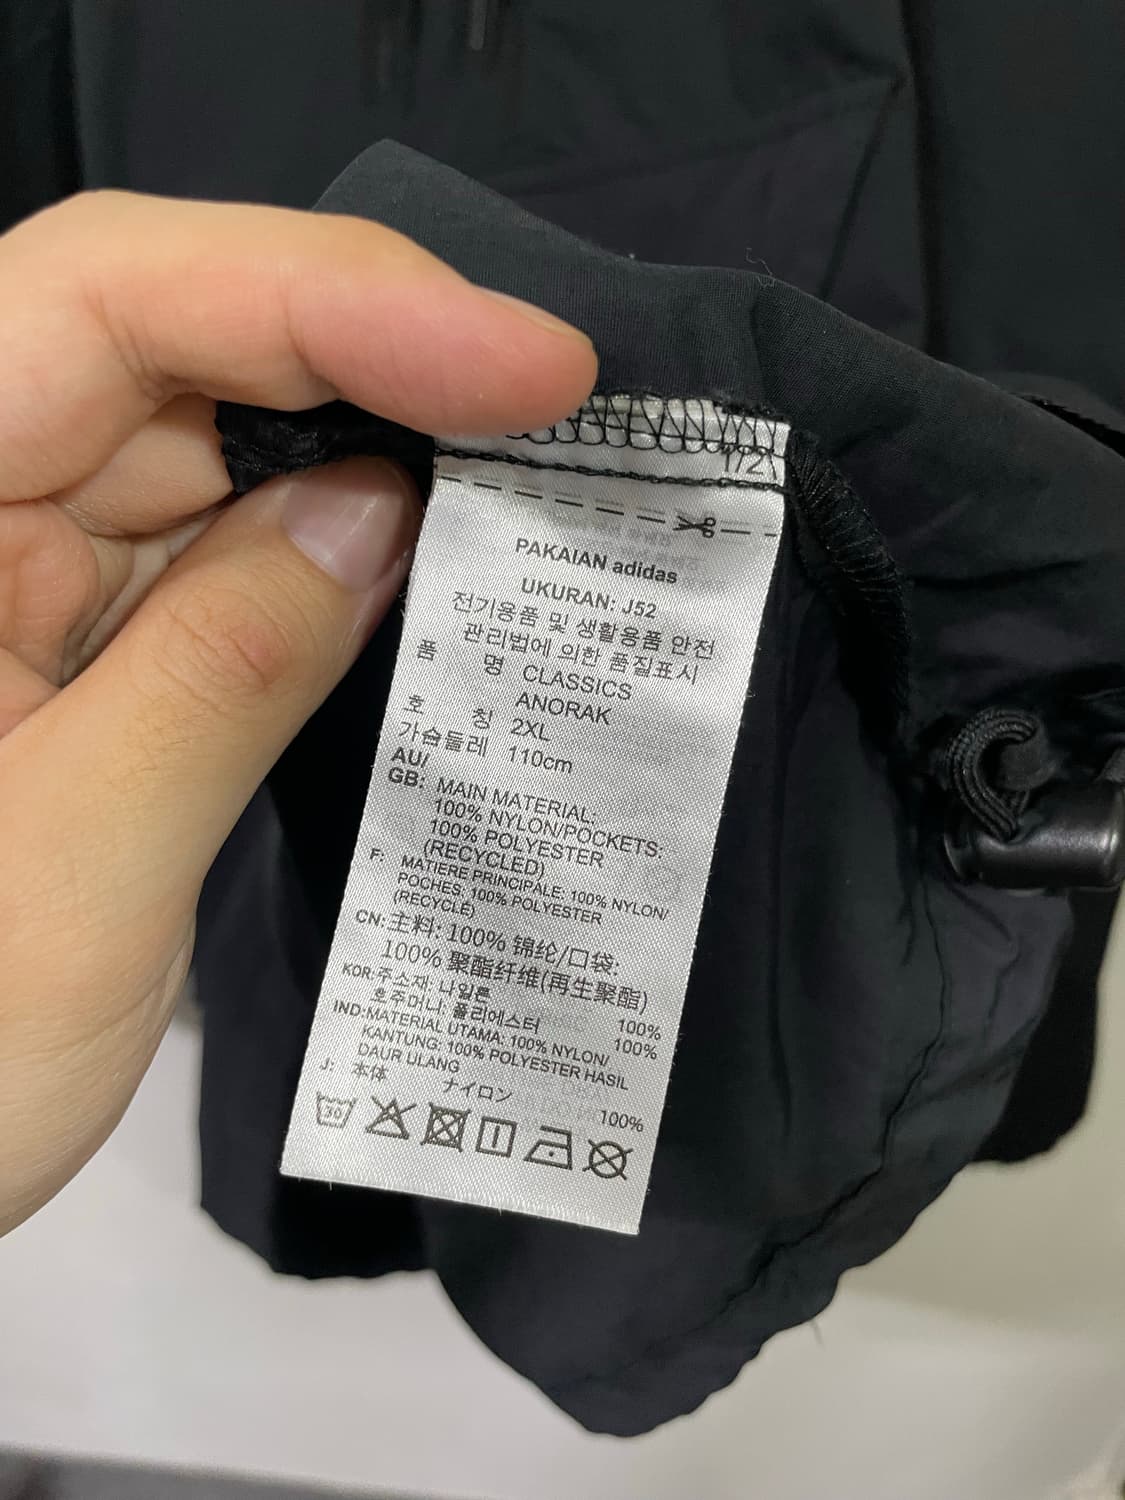 1/2
PAKAIAN adidas
UKURAN: J52
전기용품 및 생활용품 안전
관리법에 의한 품질표시
품 명 CLASSICS
ANORAK
호 칭 2XL
가슴둘레 110cm
AU/
GB: MAIN MATERIAL:
100% NYLON/POCKETS:
100% POLYESTER
(RECYCLED)
F: MATIERE PRINCIPALE: 100% NYLON/
POCHES: 100% POLYESTER
(RECYCLÉ)
CN: 主料: 100% 锦纶/口袋:
100% 聚酯纤维(再生聚酯)
KOR: 주소재: 나일론 100%
호주머니: 폴리에스터 100%
IND: MATERIAL UTAMA: 100% NYLON/
KANTUNG: 100% POLYESTER HASIL
DAUR ULANG
J: 本体 ナイロン 100%
30